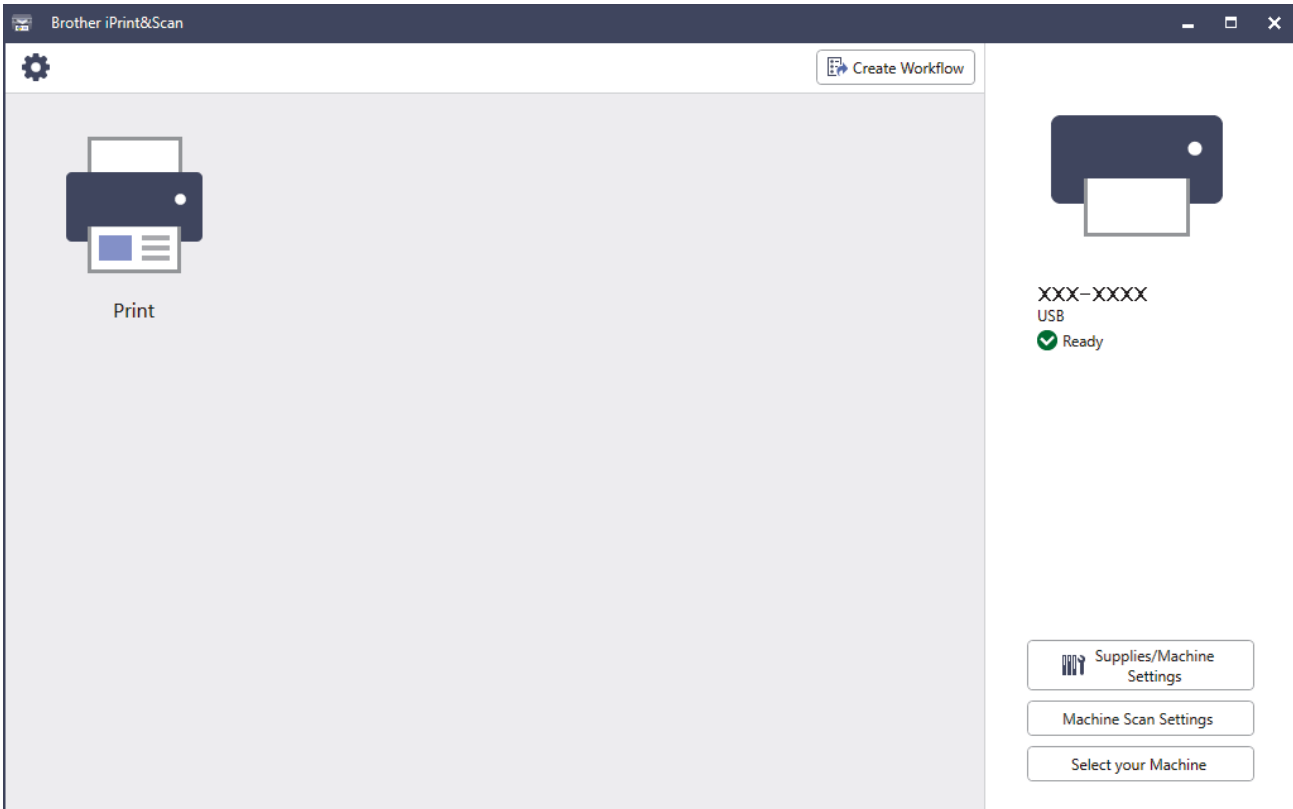 Brother iPrint&Scan
Create Workflow
Print
XXX-XXXX
USB
Ready
Supplies/Machine
Settings
Machine Scan Settings
Select your Machine